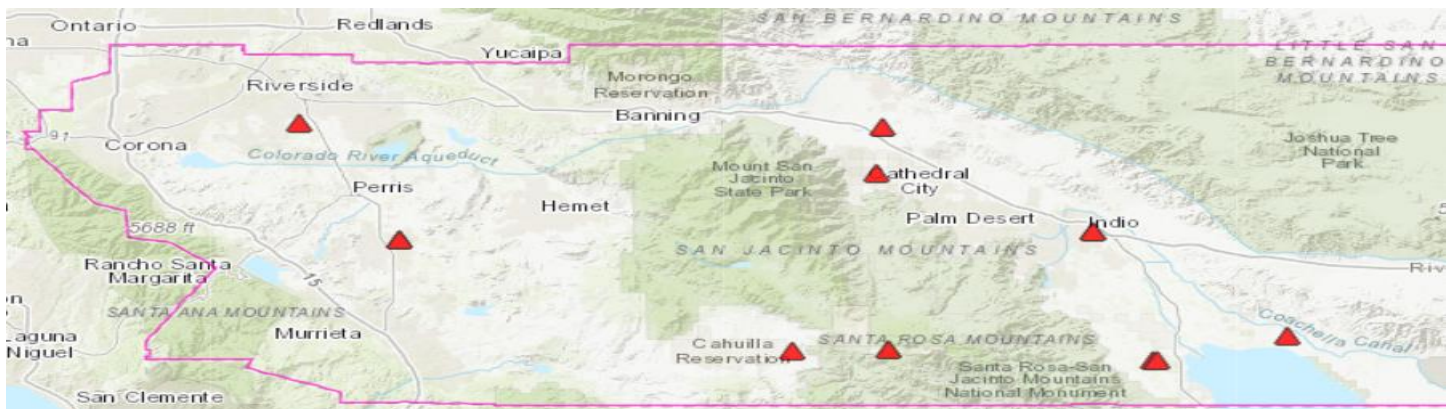 Ontario
Redlands
SAN BERNARDINO MOUNTAINS
na
Yucaipa
LITTLE SAN
BERNARDINO
MOUNTAINS
Riverside
Morongo
Reservation
Banning
91
Corona
Joshua Tree
National
Park
Colorado River Aqueduct
Mount San
Jacinto
State Park
athedral
City
Perris
Hemet
Palm Desert
Indio
5688 ft
5
SAN JACINTO MOUNTAINS
Rancho Santa
Margarita
15
Riv
on
SANTA ANA MOUNTAINS
Murrieta
Laguna
Niguel
Cahuilla
Reservation
SANTA ROSA MOUNTAINS
Coachella Canal
Santa Rosa-San
Jacinto Mountains
National Monument
San Clemente